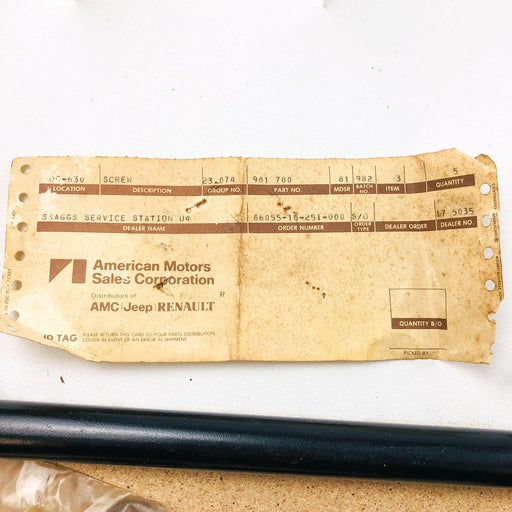 DS-630 SCREW 23.074 981 780 81 982 3 5
LOCATION DESCRIPTION GROUP NO. PART NO. MDSR BATCH NO. ITEM QUANTITY
SKAGGS SERVICE STATION 86055-16-251-000 S/O 17 5035
DEALER NAME ORDER NUMBER ORDER TYPE DEALER ORDER DEALER NO.
American Motors
Sales Corporation
Distributors of R
AMC Jeep RENAULT
QUANTITY B/O
TAG PLEASE RETURN THIS CARD TO YOUR PARTS DISTRIBUTION
CENTER IN EVENT OF AN ERROR IN SHIPMENT
PICKED BY